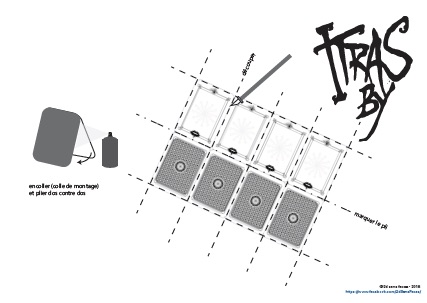 ITRAS
BY
découpe
encoller (colle de montage)
et plier dos contre dos
marquer le pli